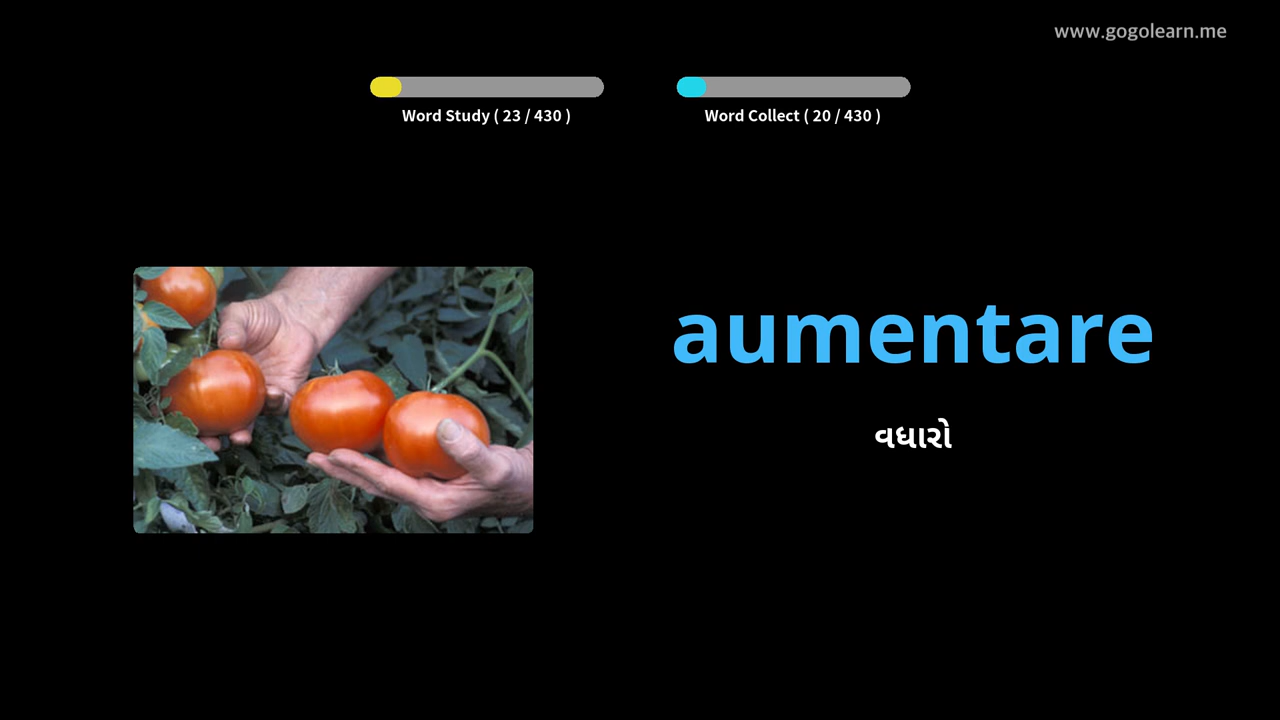 www.gogolearn.me
Word Study ( 23 / 430 )
Word Collect ( 20 / 430 )
aumentare
વધારો